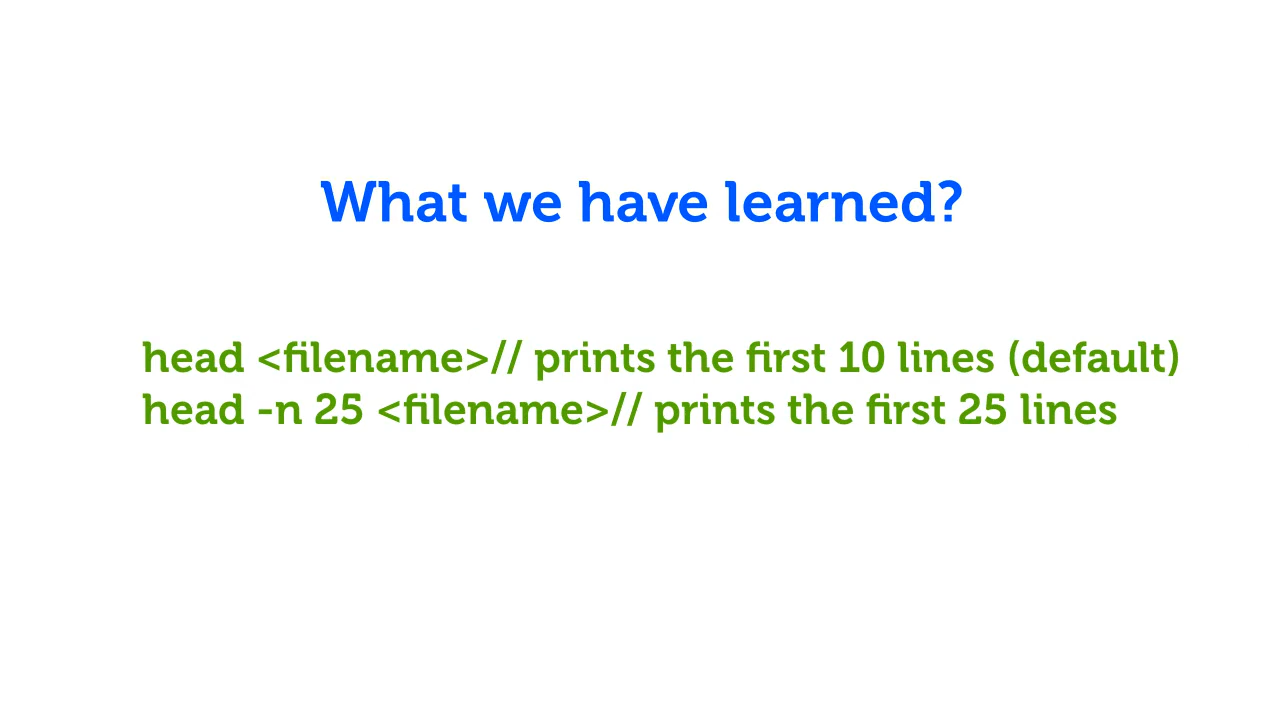 What we have learned?
head <filename>// prints the first 10 lines (default)
head -n 25 <filename>// prints the first 25 lines